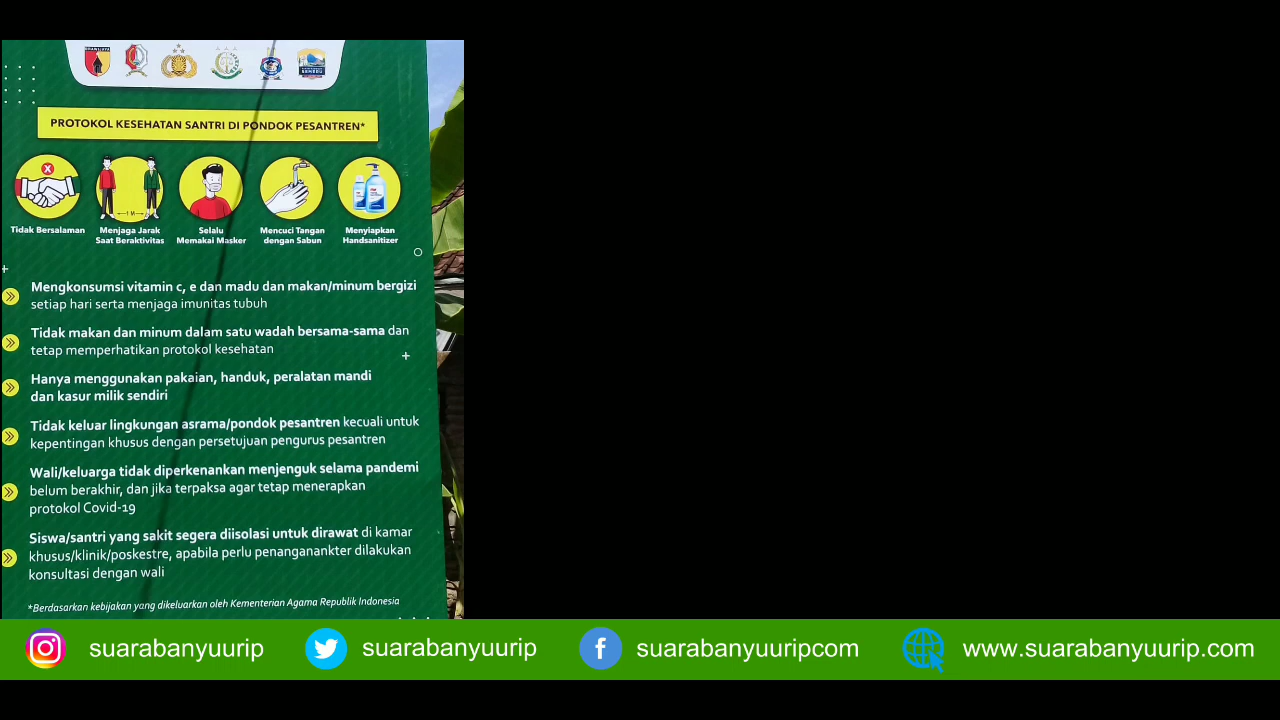 BRAWIJAYA
PROTOKOL KESEHATAN SANTRI DI PONDOK PESANTREN*
X
1 M
Tidak Bersalaman
Menjaga Jarak
Saat Beraktivitas
Selalu
Memakai Masker
Mencuci Tangan
dengan Sabun
Menyiapkan
Handsanitizer
Mengkonsumsi vitamin c, e dan madu dan makan/minum bergizi
setiap hari serta menjaga imunitas tubuh
Tidak makan dan minum dalam satu wadah bersama-sama dan
tetap memperhatikan protokol kesehatan
Hanya menggunakan pakaian, handuk, peralatan mandi
dan kasur milik sendiri
Tidak keluar lingkungan asrama/pondok pesantren kecuali untuk
kepentingan khusus dengan persetujuan pengurus pesantren
Wali/keluarga tidak diperkenankan menjenguk selama pandemi
belum berakhir, dan jika terpaksa agar tetap menerapkan
protokol Covid-19
Siswa/santri yang sakit segera diisolasi untuk dirawat di kamar
khusus/klinik/poskestre, apabila perlu penanganankter dilakukan
konsultasi dengan wali
*Berdasarkan kebijakan yang dikeluarkan oleh Kementerian Agama Republik Indonesia
suarabanyuurip
suarabanyuurip
suarabanyuuripcom
www.suarabanyuurip.com